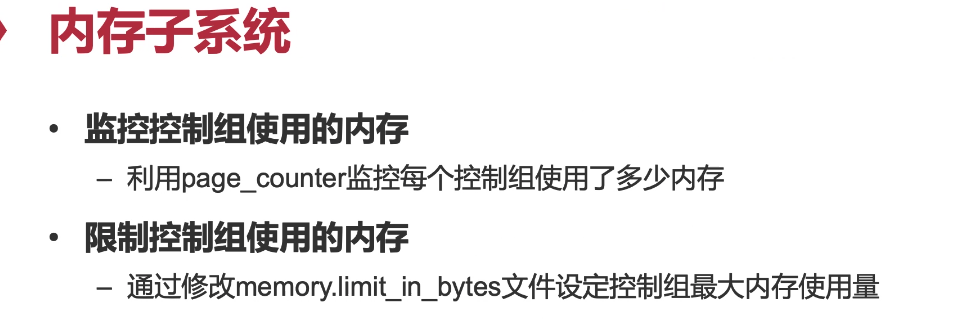 内存子系统
• 监控控制组使用的内存
– 利用page_counter监控每个控制组使用了多少内存
• 限制控制组使用的内存
– 通过修改memory.limit_in_bytes文件设定控制组最大内存使用量